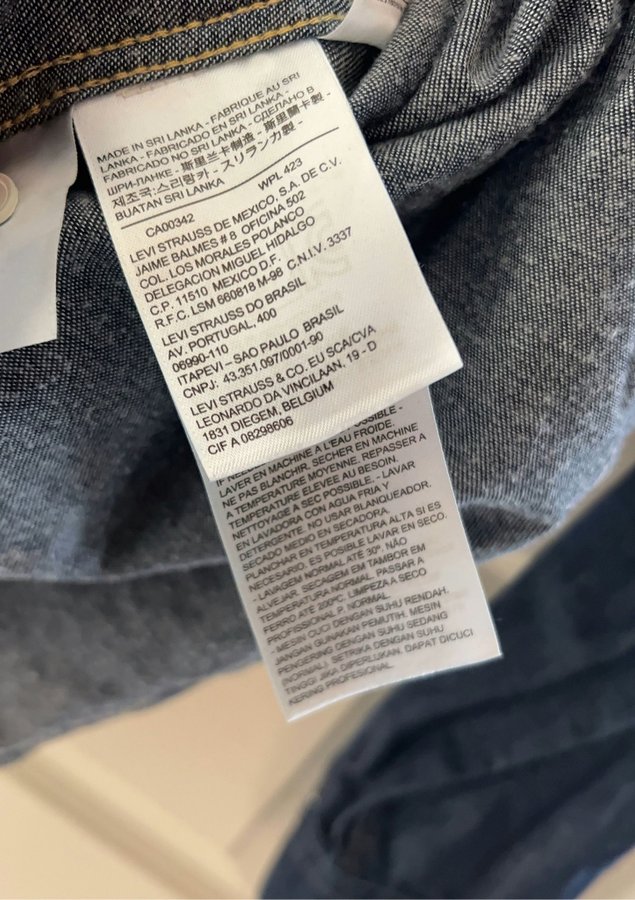 MADE IN SRI LANKA - FABRIQUE AU SRI
LANKA - FABRICADO EN SRI LANKA -
FABRICADO NO SRI LANKA - СДЕЛАНО В
ШРИ-ЛАНКЕ - 斯里兰卡制造 - 斯里蘭卡製 -
제조국:스리랑카 - スリランカ製 -
BUATAN SRI LANKA
CA00342 WPL 423
LEVI STRAUSS DE MEXICO, S.A. DE C.V.
JAIME BALMES # 8 OFICINA 502
COL. LOS MORALES POLANCO
DELEGACION MIGUEL HIDALGO
C.P. 11510 MEXICO D.F.
R.F.C. LSM 660818 M-98 C.N.I.V. 3337
LEVI STRAUSS DO BRASIL
AV. PORTUGAL, 400
06990-110
ITAPEVI – SAO PAULO BRASIL
CNPJ: 43.351.097/0001-90
LEVI STRAUSS & CO. EU SCA/CVA
LEONARDO DA VINCILAAN, 19 - D
1831 DIEGEM, BELGIUM
CIF A 08298606
LAVER EN MACHINE A L'EAU FROIDE.
NE PAS BLANCHIR. SECHER EN MACHINE
A TEMPERATURE MOYENNE. REPASSER A
TEMPERATURE ELEVEE AU BESOIN.
NETTOYAGE A SEC POSSIBLE. - LAVAR
EN LAVADORA CON AGUA FRIA Y
DETERGENTE. NO USAR BLANQUEADOR.
SECADO MEDIO EN SECADORA.
PLANCHAR EN TEMPERATURA ALTA SI ES
NECESARIO. ES POSIBLE LAVAR EN SECO.
- LAVAGEM NORMAL ATÉ 30º. NÃO
ALVEJAR. SECAGEM EM TAMBOR EM
TEMPERATURA NORMAL. PASSAR A
FERRO ATÉ 200ºC. LIMPEZA A SECO
PROFISSIONAL P, NORMAL.
- MESIN CUCI DENGAN SUHU RENDAH.
JANGAN GUNAKAN PEMUTIH. MESIN
PENGERING DENGAN SUHU SEDANG
(NORMAL). SETRIKA DENGAN SUHU
TINGGI JIKA DIPERLUKAN. DAPAT DICUCI
KERING PROFESIONAL.